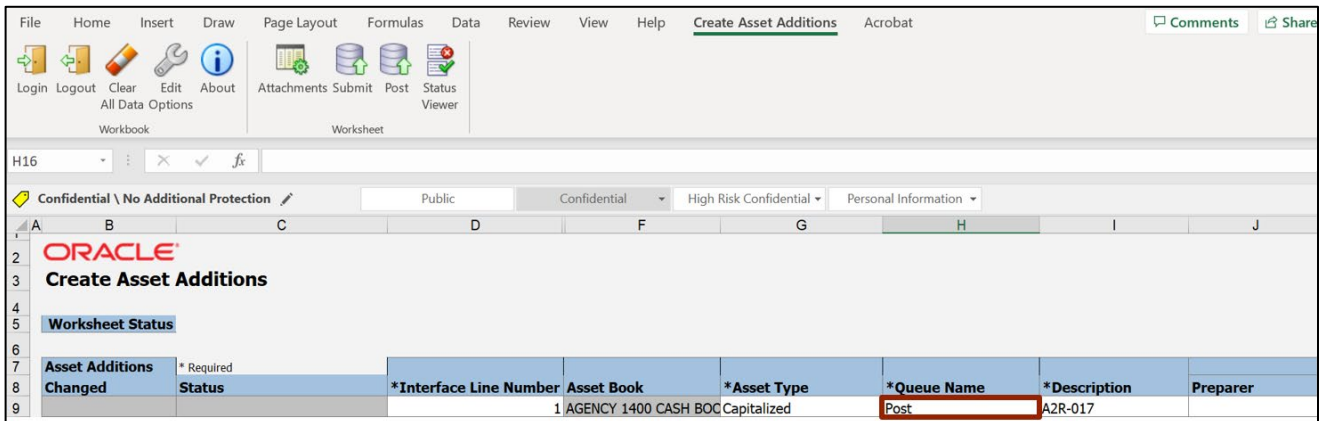 File Home Insert Draw Page Layout Formulas Data Review View Help Create Asset Additions Acrobat Comments Share
Login Logout Clear All Data Edit Options About Attachments Submit Post Status Viewer
Workbook Worksheet
H16 fx
Confidential \ No Additional Protection Public Confidential High Risk Confidential Personal Information
A B C D F G H I J
2 ORACLE
3 Create Asset Additions
4
5 Worksheet Status
6
7 Asset Additions * Required
8 Changed Status *Interface Line Number Asset Book *Asset Type *Queue Name *Description Preparer
9 1 AGENCY 1400 CASH BOO Capitalized Post A2R-017